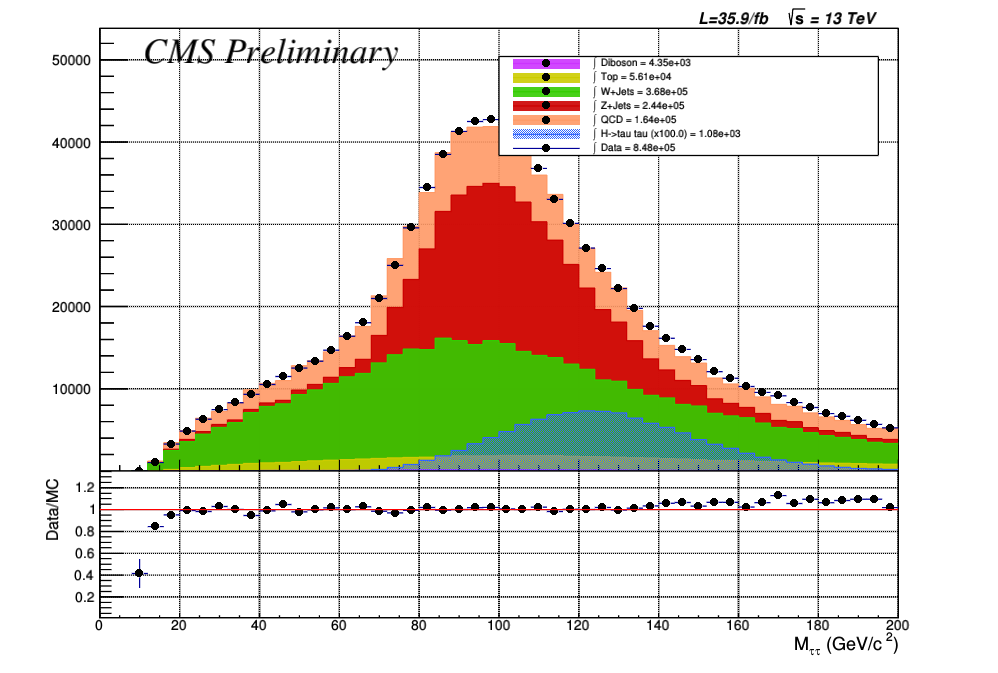 L=35.9/fb √s = 13 TeV
CMS Preliminary
∫ Diboson = 4.35e+03
∫ Top = 5.61e+04
∫ W+Jets = 3.68e+05
∫ Z+Jets = 2.44e+05
∫ QCD = 1.64e+05
∫ H->tau tau (x100.0) = 1.08e+03
∫ Data = 8.48e+05
50000
40000
30000
20000
10000
Data/MC
1.2
1
0.8
0.6
0.4
0.2
0 20 40 60 80 100 120 140 160 180 200
M_ττ (GeV/c²)